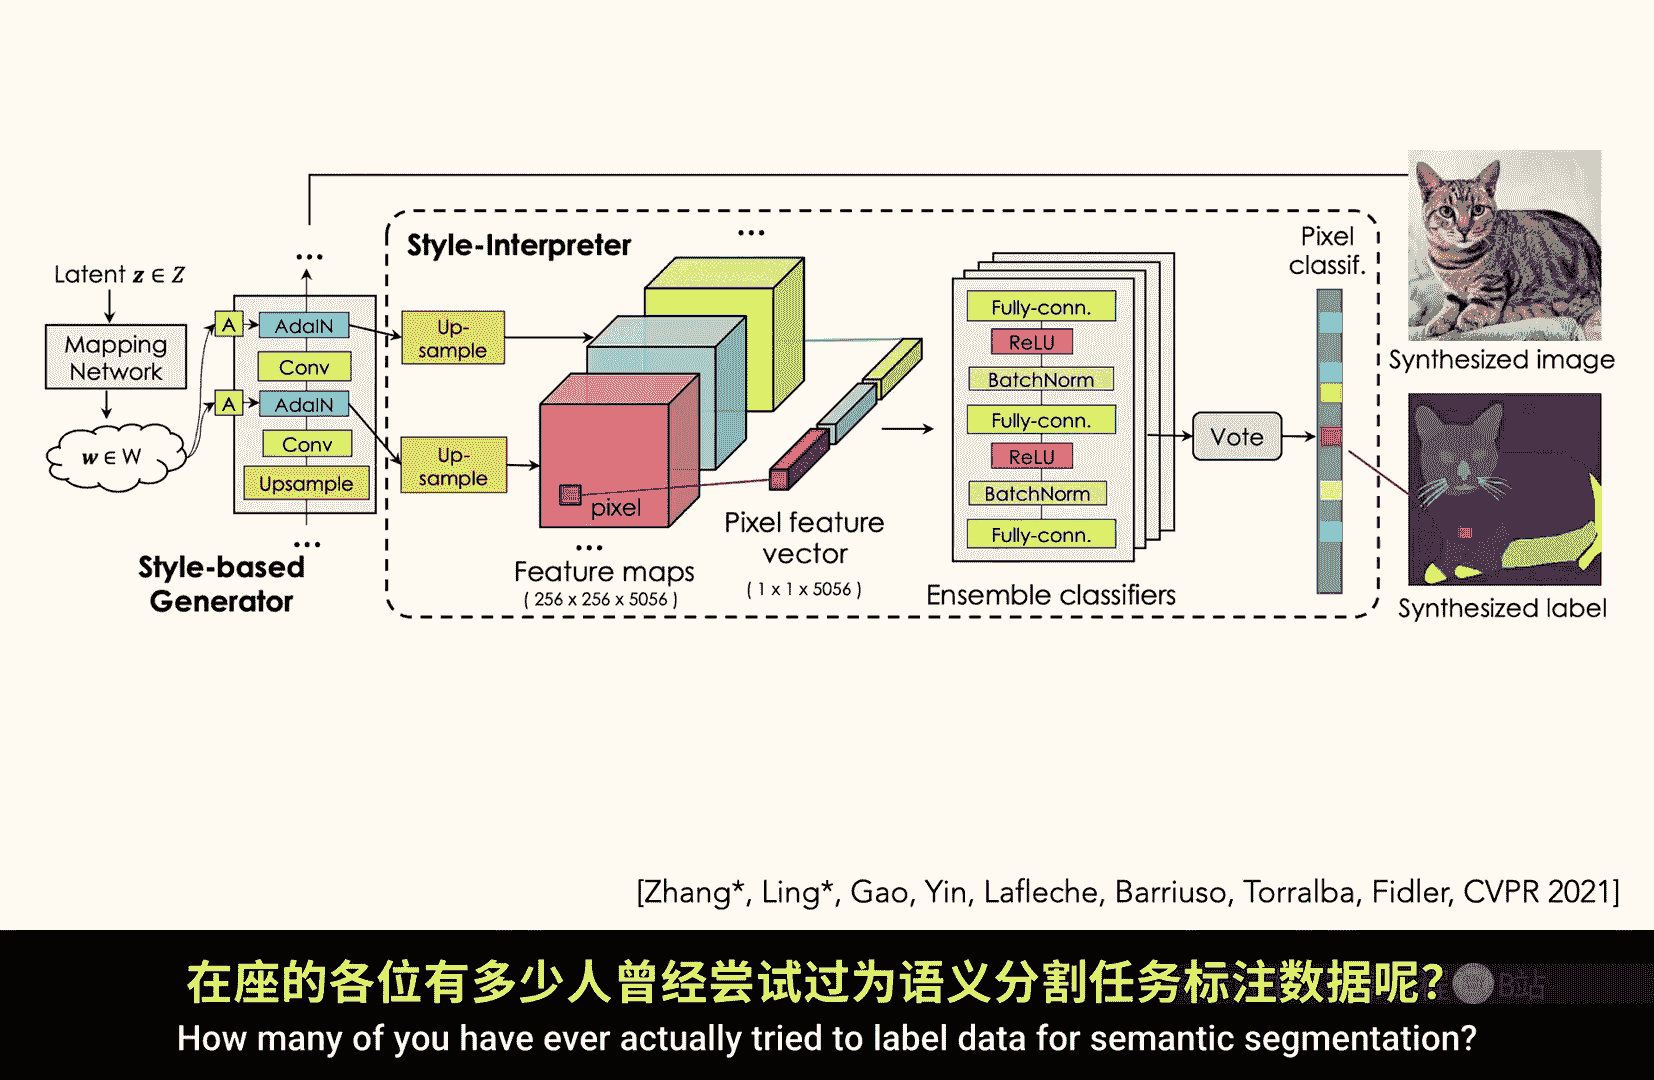 Latent z ∈ Z
Mapping
Network
w ∈ W
A
A
...
AdaIN
Conv
AdaIN
Conv
Upsample
...
Style-based
Generator
Style-Interpreter
Up-
sample
Up-
sample
...
pixel
...
Feature maps
( 256 x 256 x 5056 )
Pixel feature
vector
( 1 x 1 x 5056 )
Fully-conn.
ReLU
BatchNorm
Fully-conn.
ReLU
BatchNorm
Fully-conn.
Ensemble classifiers
Vote
Pixel
classif.
Synthesized image
Synthesized label
[Zhang*, Ling*, Gao, Yin, Lafleche, Barriuso, Torralba, Fidler, CVPR 2021]
在座的各位有多少人曾经尝试过为语义分割任务标注数据呢?
B站
How many of you have ever actually tried to label data for semantic segmentation?